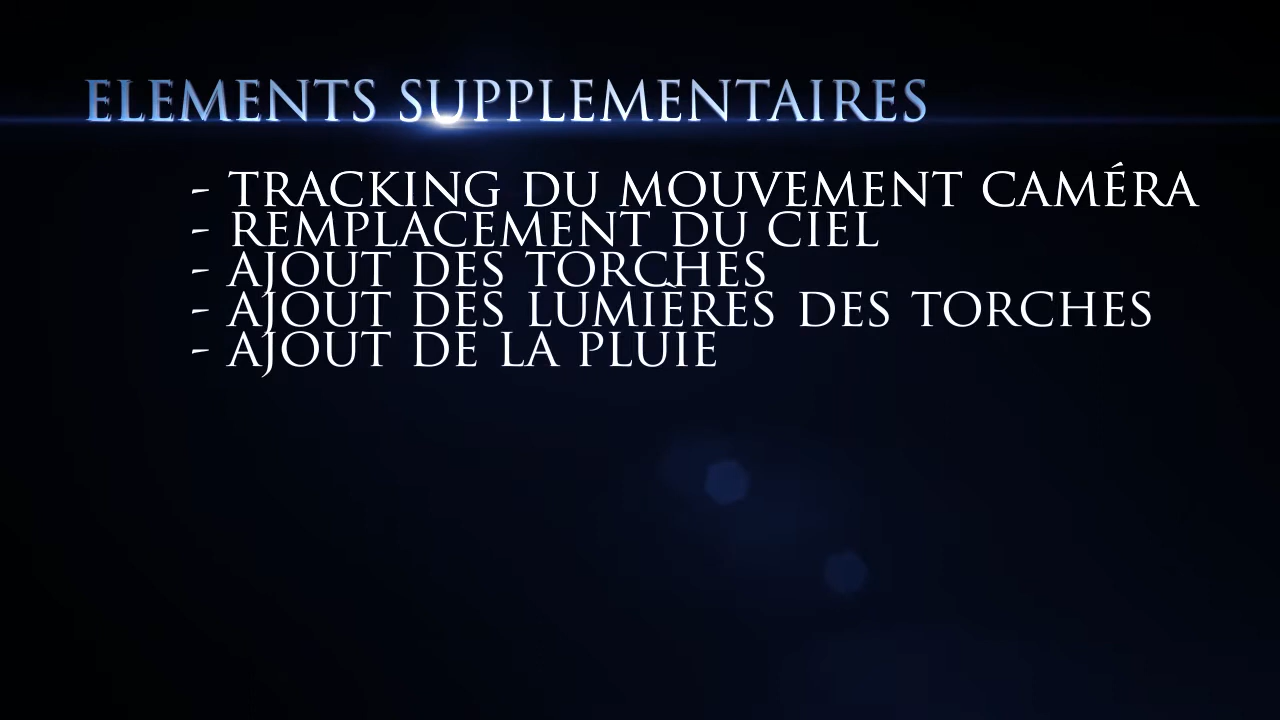 ELEMENTS SUPPLEMENTAIRES
- TRACKING DU MOUVEMENT CAMÉRA
- REMPLACEMENT DU CIEL
- AJOUT DES TORCHES
- AJOUT DES LUMIÈRES DES TORCHES
- AJOUT DE LA PLUIE